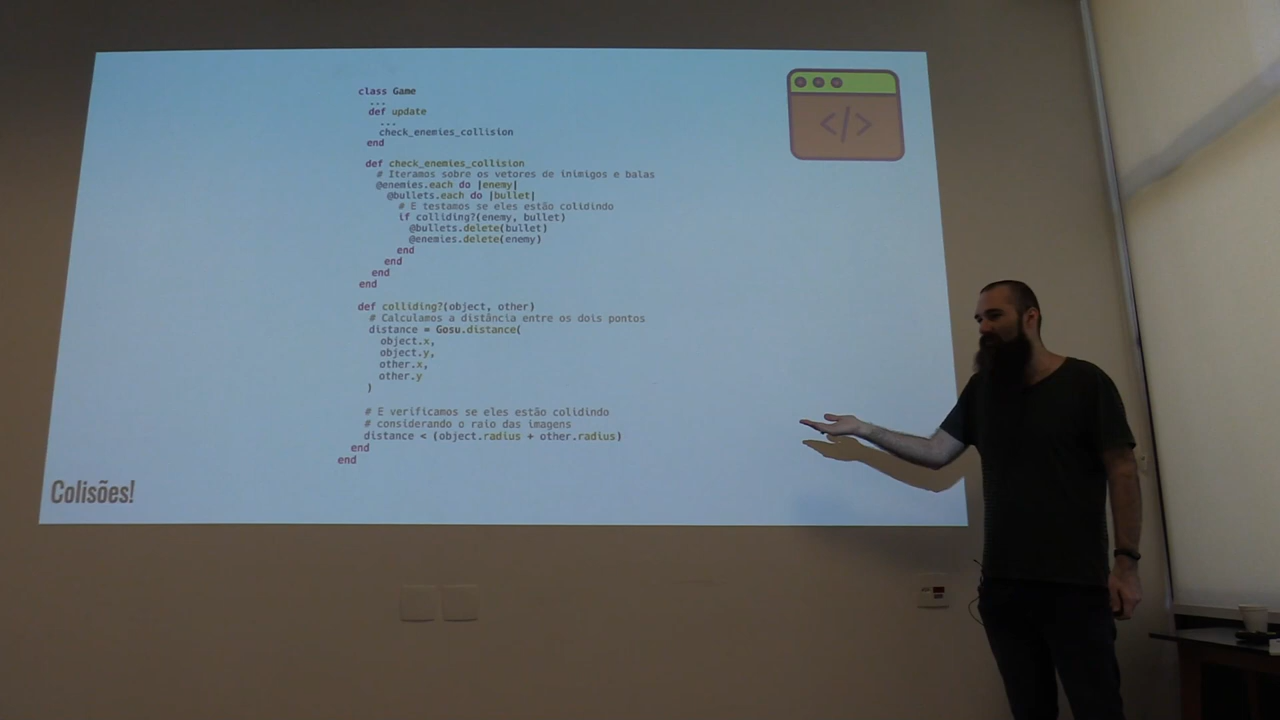 class Game
...
def update
...
check_enemies_collision
end
def check_enemies_collision
# Iteramos sobre os vetores de inimigos e balas
@enemies.each do |enemy|
@bullets.each do |bullet|
# E testamos se eles estão colidindo
if colliding?(enemy, bullet)
@bullets.delete(bullet)
@enemies.delete(enemy)
end
end
end
end
def colliding?(object, other)
# Calculamos a distância entre os dois pontos
distance = Gosu.distance(
object.x,
object.y,
other.x,
other.y
)
# E verificamos se eles estão colidindo
# considerando o raio das imagens
distance < (object.radius + other.radius)
end
end
</>
Colisões!